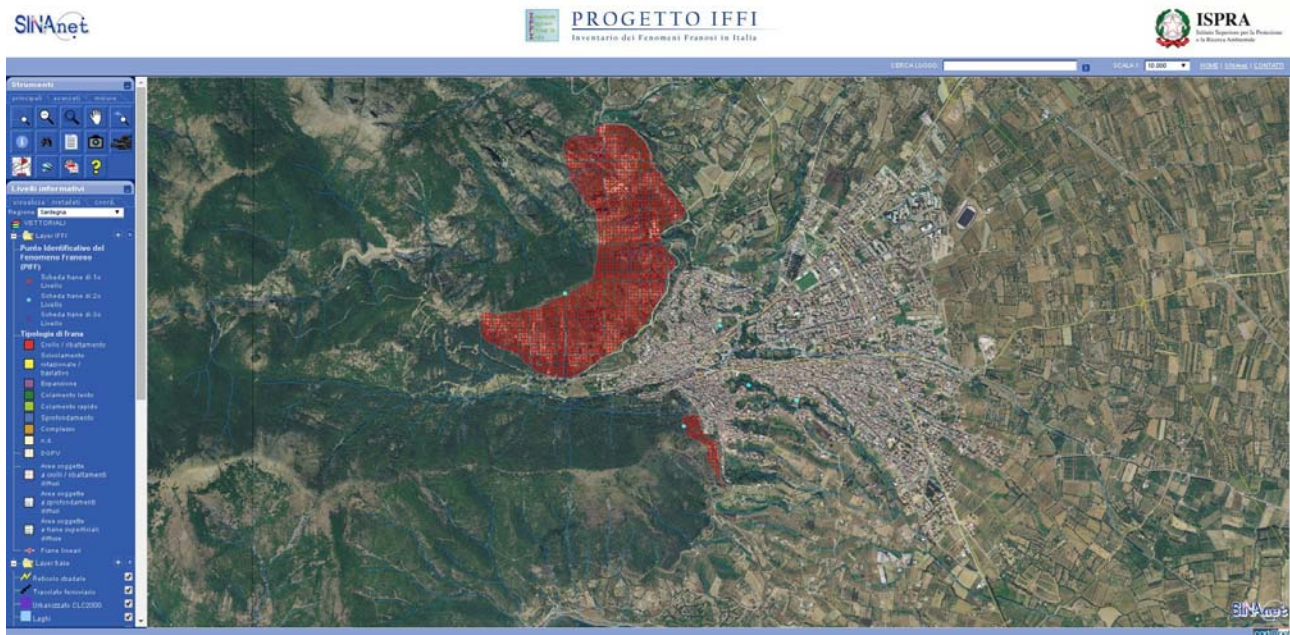 SINAnet
PROGETTO IFFI
Inventario dei Fenomeni Franosi in Italia
ISPRA
Istituto Superiore per la Protezione
e la Ricerca Ambientale
CERCA LUOGO:
SCALA 1: 10.000
HOME | SINAnet | CONTATTI
Strumenti
principali avanzati misure
Livelli informativi
visualizza metadati coord.
Regione Sardegna
VETTORIALI
Layer IFFI
Punto Identificativo del
Fenomeno Franoso
(PIFF)
Scheda frane di 1o
Livello
Scheda frane di 2o
Livello
Scheda frane di 3o
Livello
Tipologia di frana
Crollo / ribaltamento
Scivolamento
rotazionale /
traslativo
Espansione
Colamento lento
Colamento rapido
Sprofondamento
Complesso
n.d.
DGPV
Aree soggette
a crolli / ribaltamenti
diffusi
Aree soggette
a sprofondamenti
diffusi
Aree soggette
a frane superficiali
diffuse
Frane lineari
Layer base
Reticolo stradale
Tracciato ferroviario
Urbanizzato CLC2000
Laghi
SINAnet